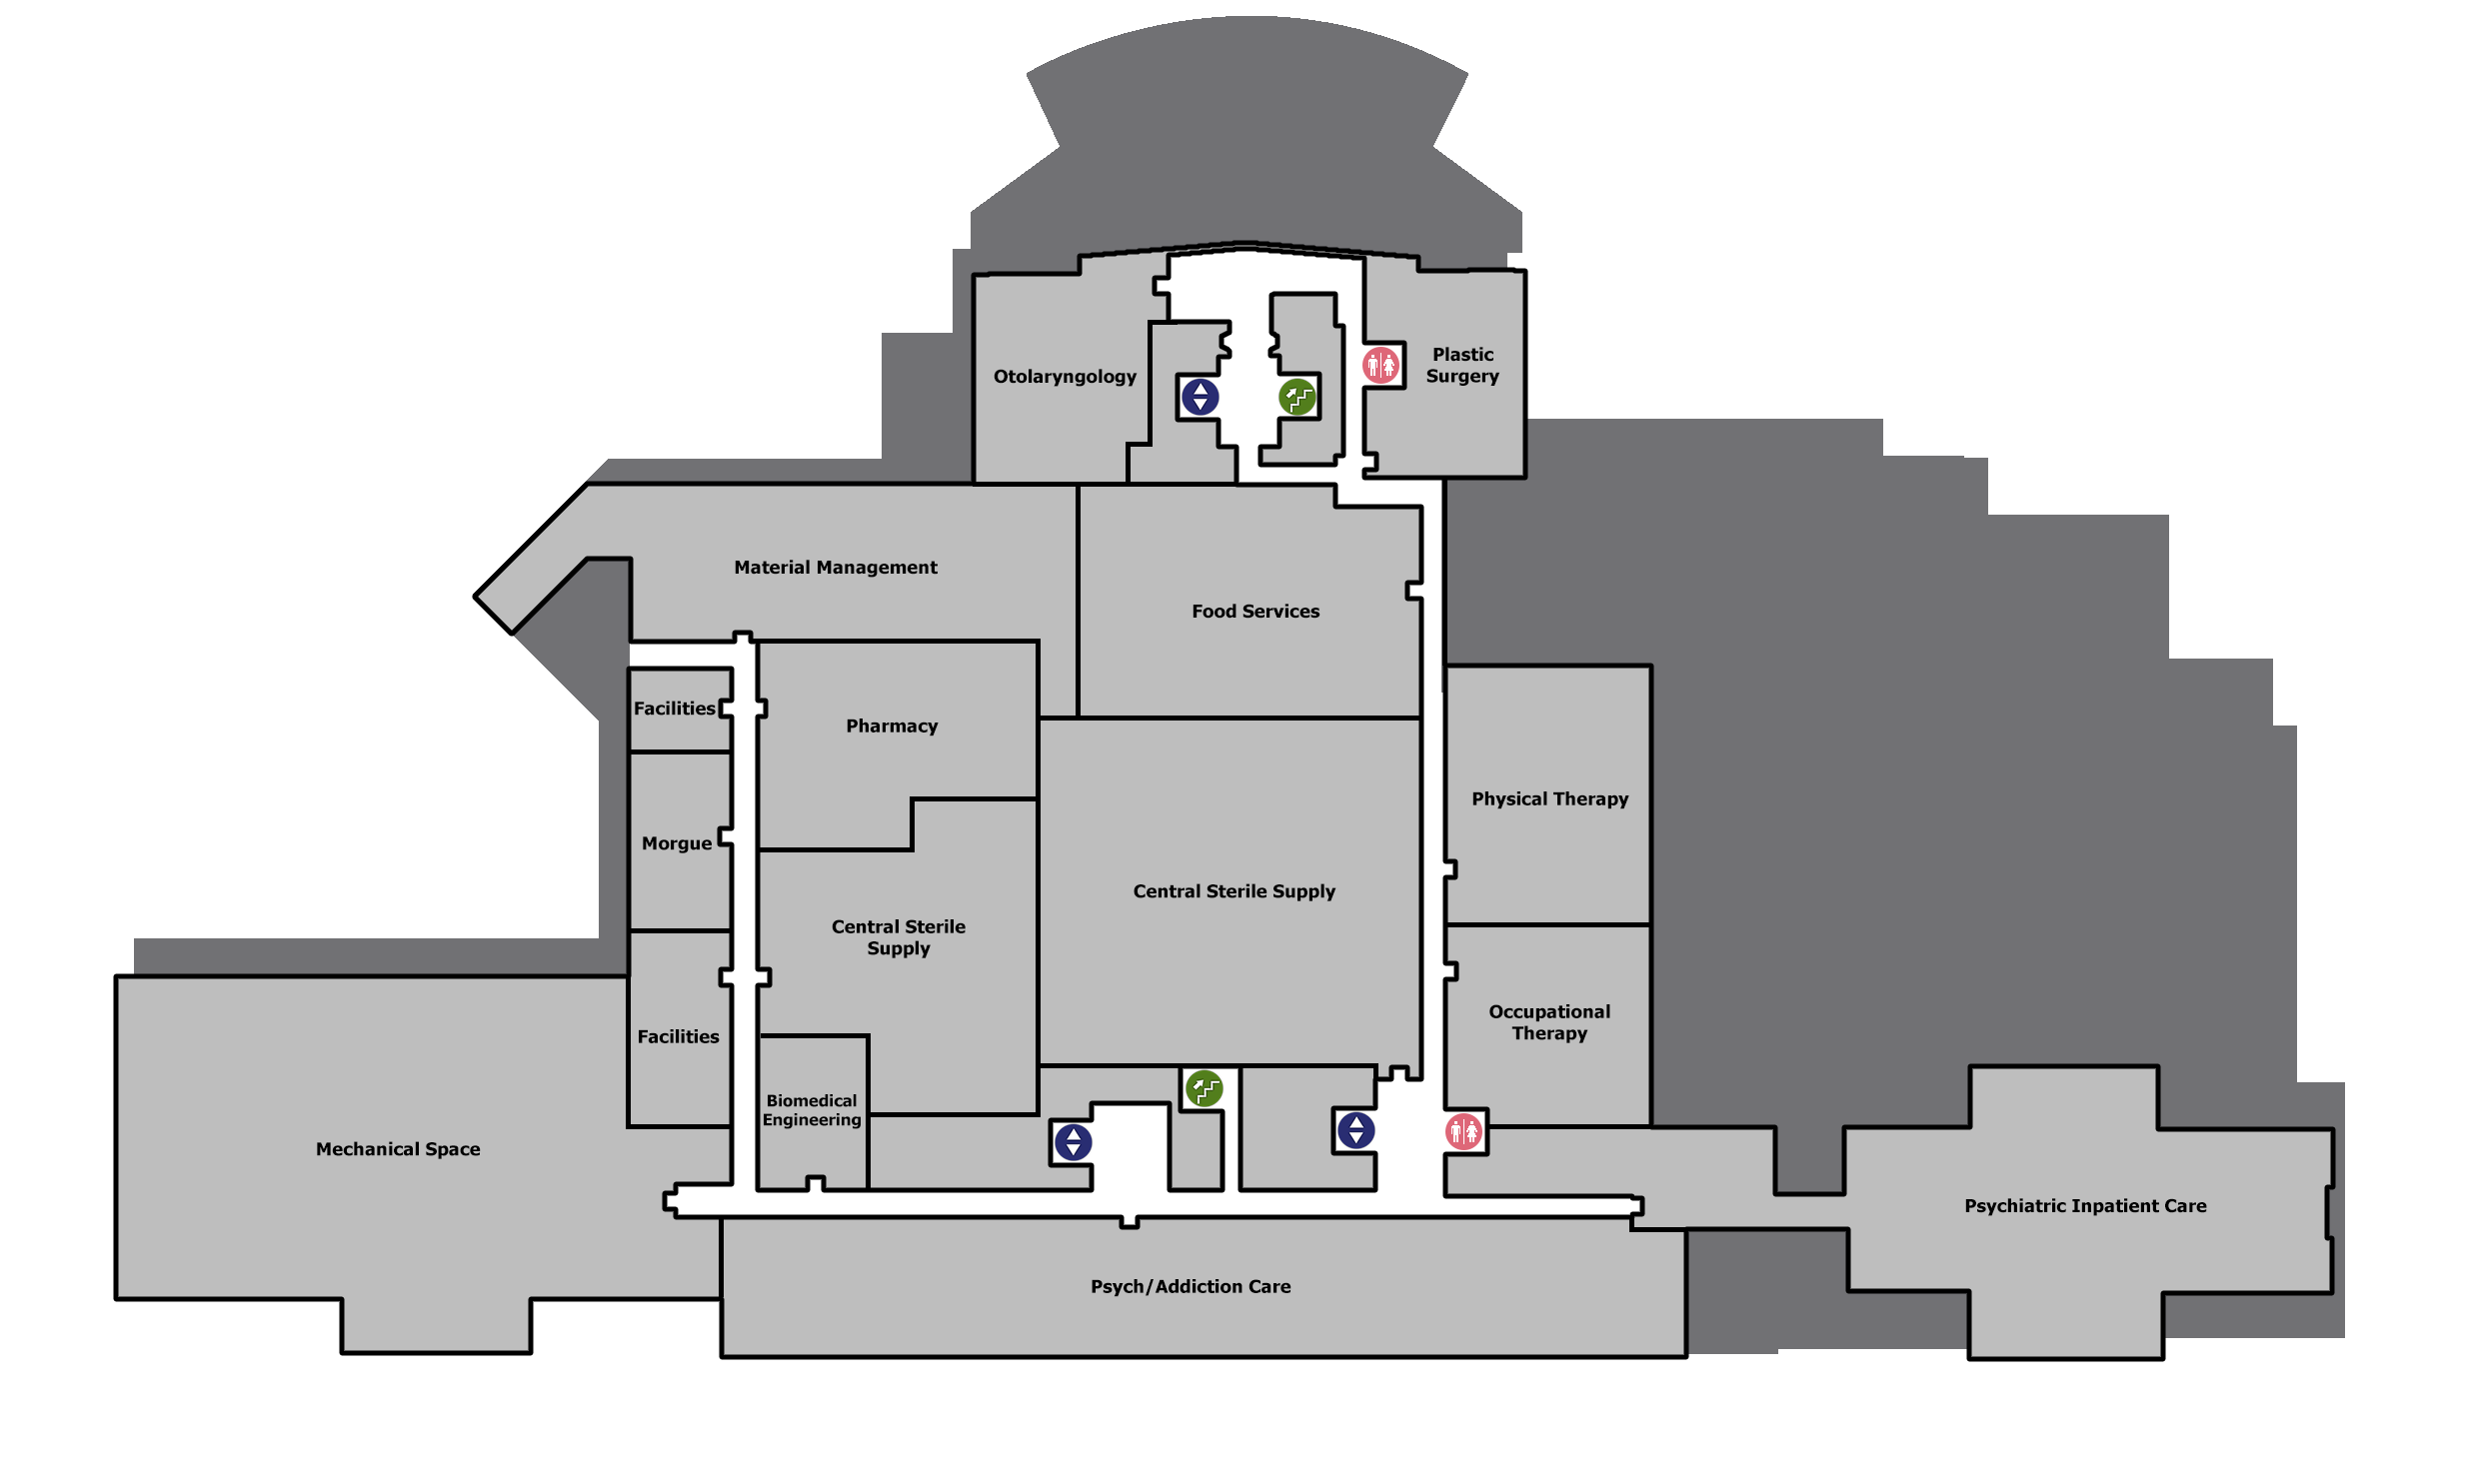 Plastic
Surgery
Otolaryngology
Material Management
Food Services
Facilities
Pharmacy
Physical Therapy
Morgue
Central Sterile Supply
Central Sterile
Supply
Occupational
Therapy
Facilities
Biomedical
Engineering
Mechanical Space
Psychiatric Inpatient Care
Psych/Addiction Care